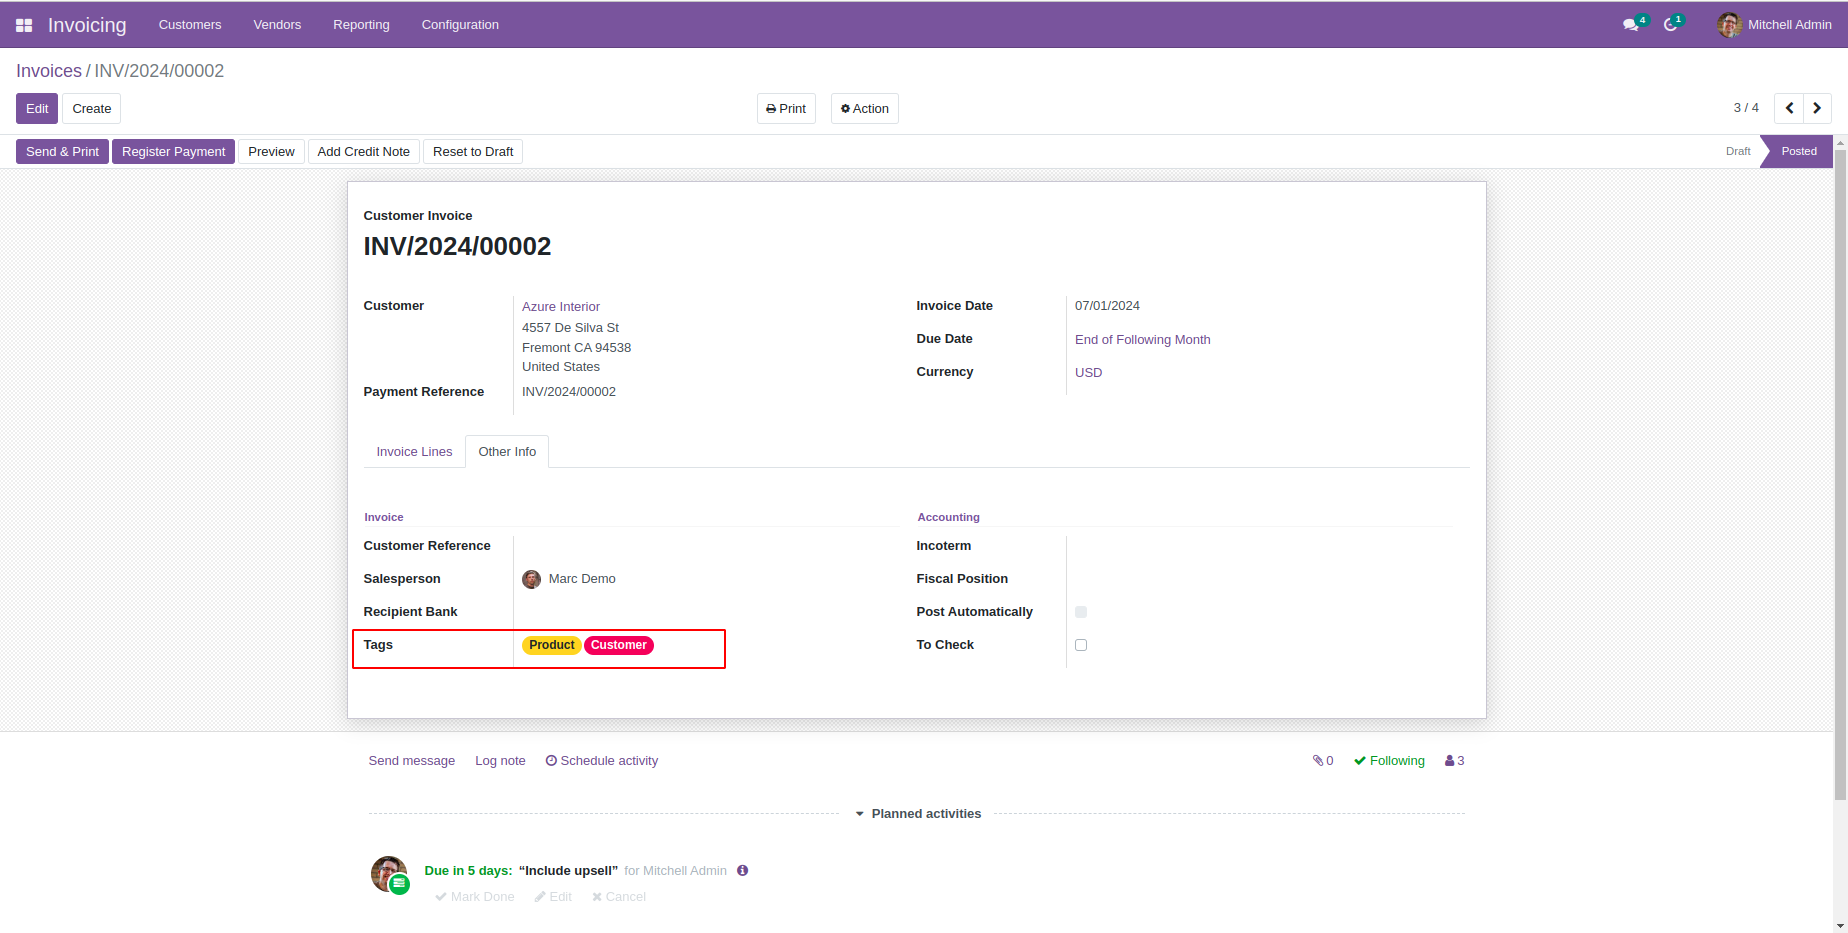 Invoicing Customers Vendors Reporting Configuration 4 1 Mitchell Admin
Invoices / INV/2024/00002
Edit Create Print Action 3 / 4
Send & Print Register Payment Preview Add Credit Note Reset to Draft Draft Posted
Customer Invoice
INV/2024/00002
Customer Azure Interior Invoice Date 07/01/2024
4557 De Silva St
Due Date End of Following Month
Fremont CA 94538
United States
Currency USD
Payment Reference INV/2024/00002
Invoice Lines Other Info
Invoice Accounting
Customer Reference Incoterm
Salesperson Marc Demo Fiscal Position
Recipient Bank Post Automatically
Tags Product Customer To Check
Send message Log note Schedule activity 0 Following 3
Planned activities
Due in 5 days: “Include upsell” for Mitchell Admin
Mark Done Edit Cancel